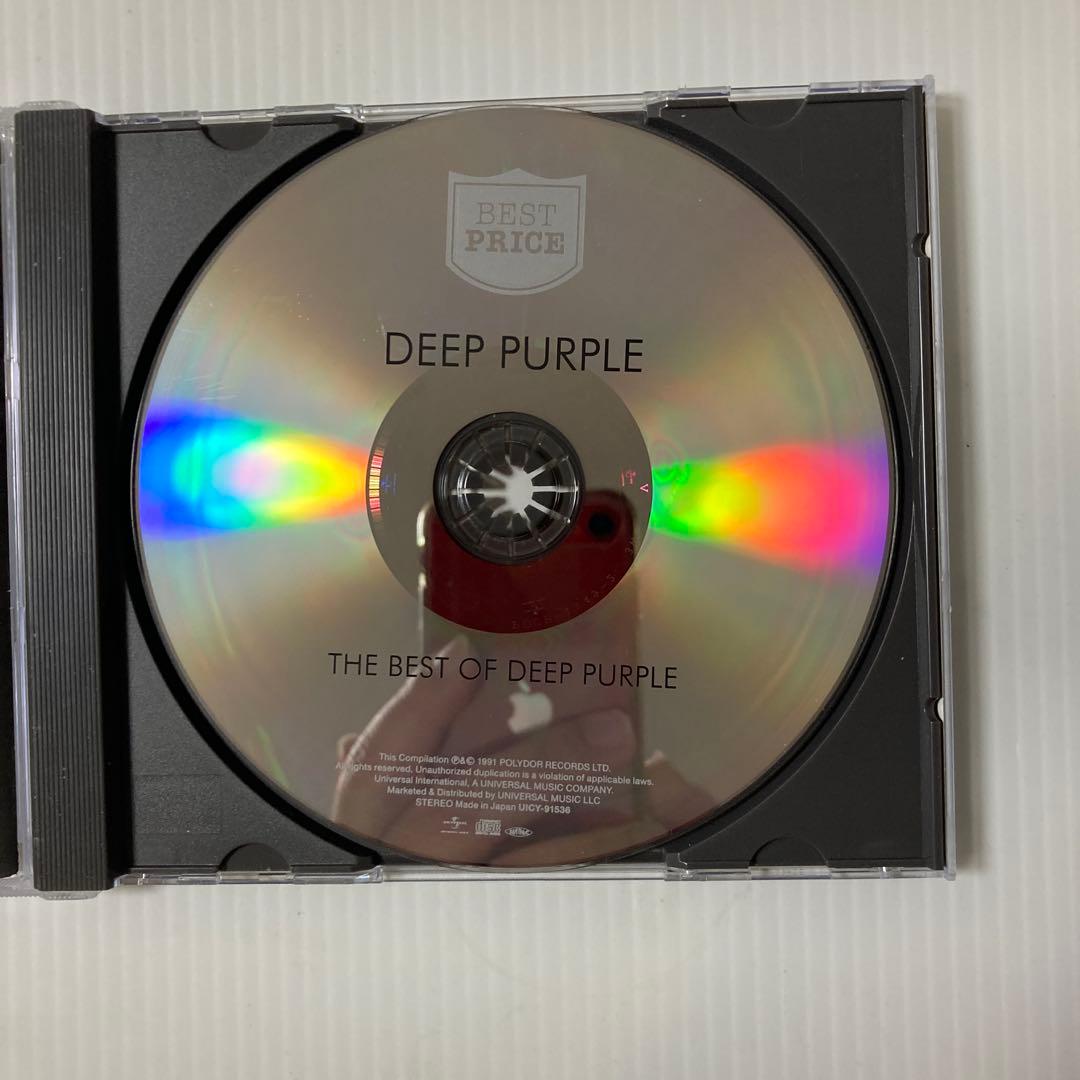 BEST
PRICE
DEEP PURPLE
THE BEST OF DEEP PURPLE
This Compilation Ⓟ&© 1991 POLYDOR RECORDS LTD.
All rights reserved. Unauthorized duplication is a violation of applicable laws.
Universal International, A UNIVERSAL MUSIC COMPANY.
Marketed & Distributed by UNIVERSAL MUSIC LLC
STEREO Made in Japan UICY-91536